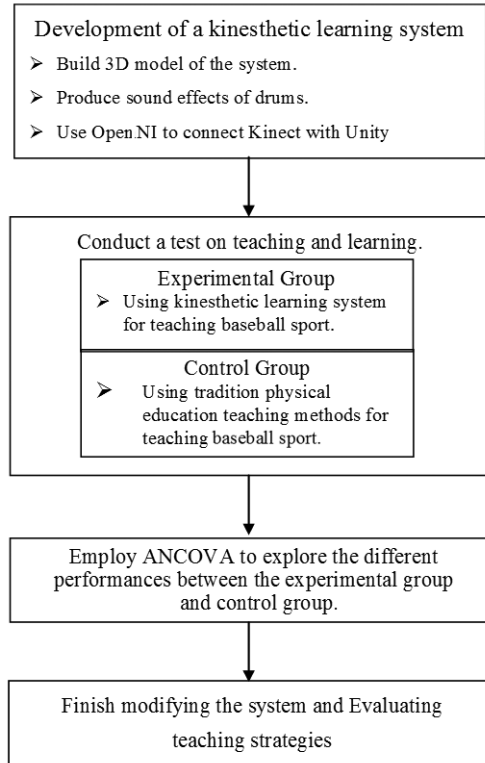 Development of a kinesthetic learning system
➢ Build 3D model of the system.
➢ Produce sound effects of drums.
➢ Use Open.NI to connect Kinect with Unity
Conduct a test on teaching and learning.
Experimental Group
➢ Using kinesthetic learning system
for teaching baseball sport.
Control Group
➢ Using tradition physical
education teaching methods for
teaching baseball sport.
Employ ANCOVA to explore the different
performances between the experimental group
and control group.
Finish modifying the system and Evaluating
teaching strategies